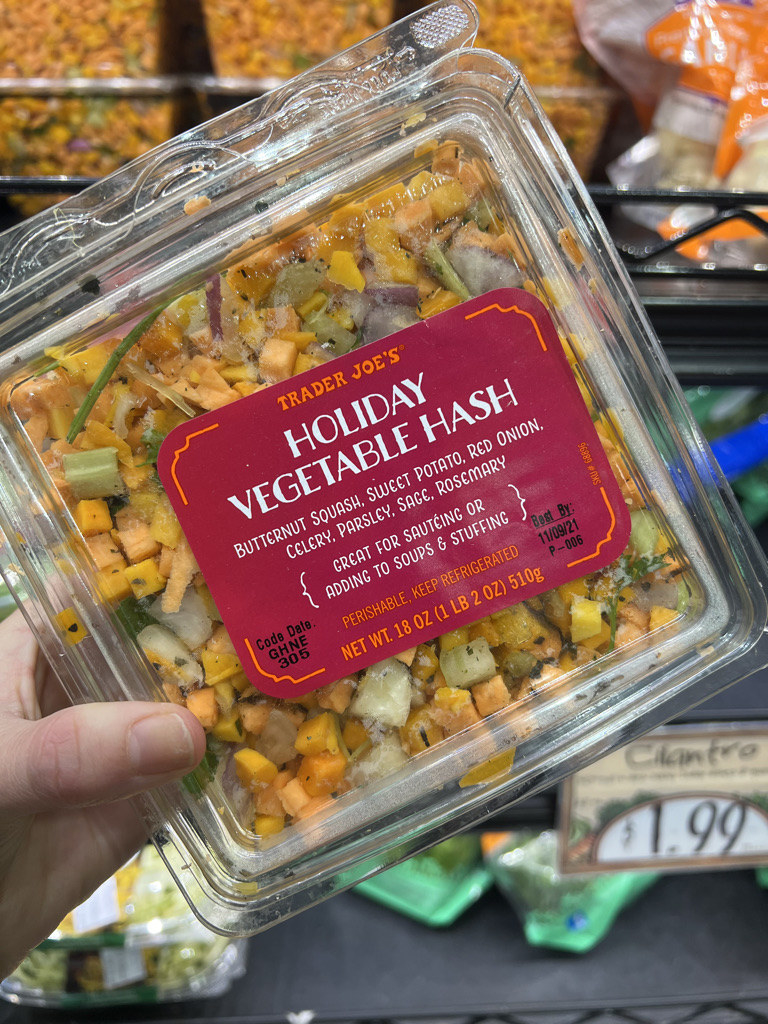 TRADER JOE'S
HOLIDAY
VEGETABLE HASH
BUTTERNUT SQUASH, SWEET POTATO, RED ONION,
CELERY, PARSLEY, SAGE, ROSEMARY
GREAT FOR SAUTÉING OR
ADDING TO SOUPS & STUFFING
PERISHABLE, KEEP REFRIGERATED
NET WT. 18 OZ (1 LB 2 OZ) 510g
Code Date.
GHNE
305
Best By:
11/09/21
P-006
Cilantro
$1.99